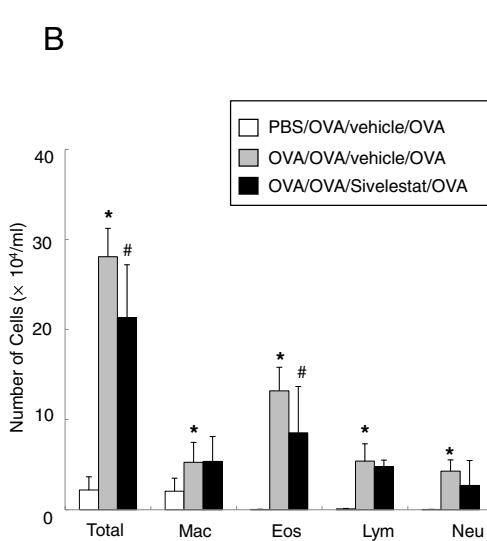 B
PBS/OVA/vehicle/OVA
OVA/OVA/vehicle/OVA
OVA/OVA/Sivelestat/OVA
Number of Cells (× 10⁴/ml)
40
30
20
10
0
* #
*
* #
*
*
Total Mac Eos Lym Neu